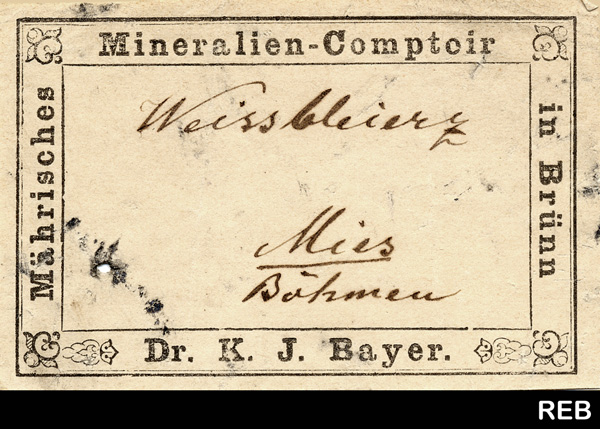 Mährisches
Mineralien-Comptoir
in Brünn
Weissbleierz
Mies
Böhmen
Dr. K. J. Bayer.
REB